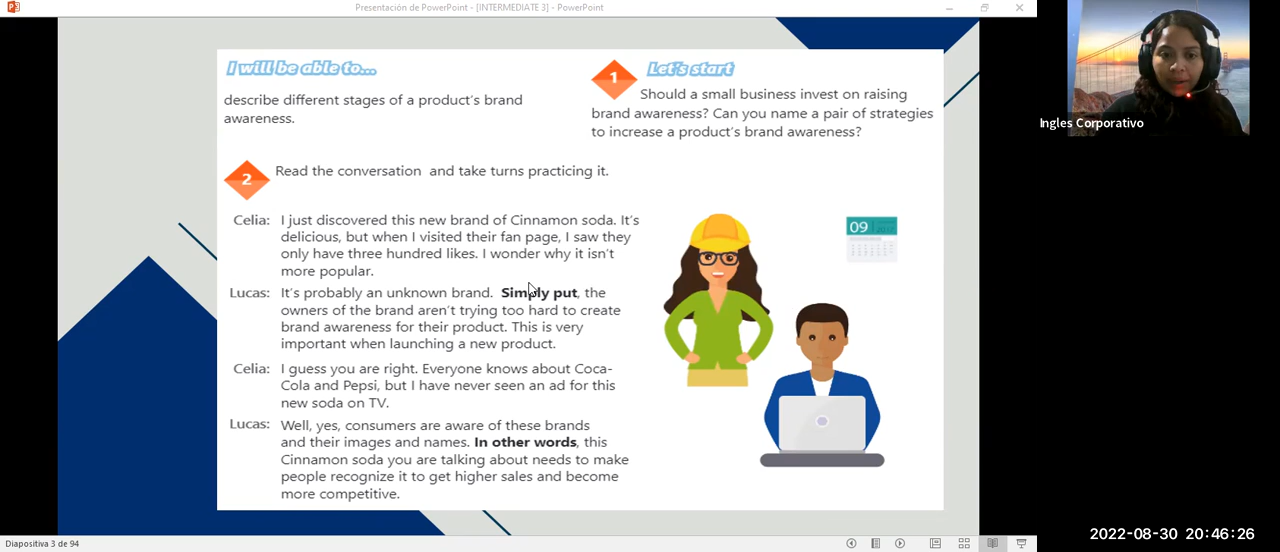 Presentación de PowerPoint - [INTERMEDIATE 3] - PowerPoint
I will be able to...
describe different stages of a product's brand
awareness.
1
Let's start
Should a small business invest on raising
brand awareness? Can you name a pair of strategies
to increase a product's brand awareness?
2
Read the conversation and take turns practicing it.
Celia: I just discovered this new brand of Cinnamon soda. It's
delicious, but when I visited their fan page, I saw they
only have three hundred likes. I wonder why it isn't
more popular.
Lucas: It's probably an unknown brand. Simply put, the
owners of the brand aren't trying too hard to create
brand awareness for their product. This is very
important when launching a new product.
Celia: I guess you are right. Everyone knows about Coca-
Cola and Pepsi, but I have never seen an ad for this
new soda on TV.
Lucas: Well, yes, consumers are aware of these brands
and their images and names. In other words, this
Cinnamon soda you are talking about needs to make
people recognize it to get higher sales and become
more competitive.
09
Ingles Corporativo
Diapositiva 3 de 94
2022-08-30 20:46:26